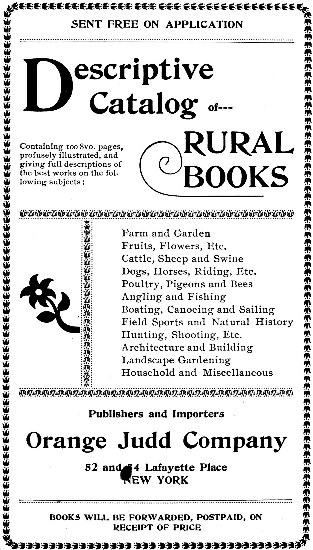 SENT FREE ON APPLICATION
Descriptive
Catalog of---
Containing 100 8vo. pages,
profusely illustrated, and
giving full descriptions of
the best works on the fol-
lowing subjects:
RURAL
BOOKS
Farm and Garden
Fruits, Flowers, Etc.
Cattle, Sheep and Swine
Dogs, Horses, Riding, Etc.
Poultry, Pigeons and Bees
Angling and Fishing
Boating, Canoeing and Sailing
Field Sports and Natural History
Hunting, Shooting, Etc.
Architecture and Building
Landscape Gardening
Household and Miscellaneous
Publishers and Importers
Orange Judd Company
52 and 54 Lafayette Place
NEW YORK
BOOKS WILL BE FORWARDED, POSTPAID, ON
RECEIPT OF PRICE